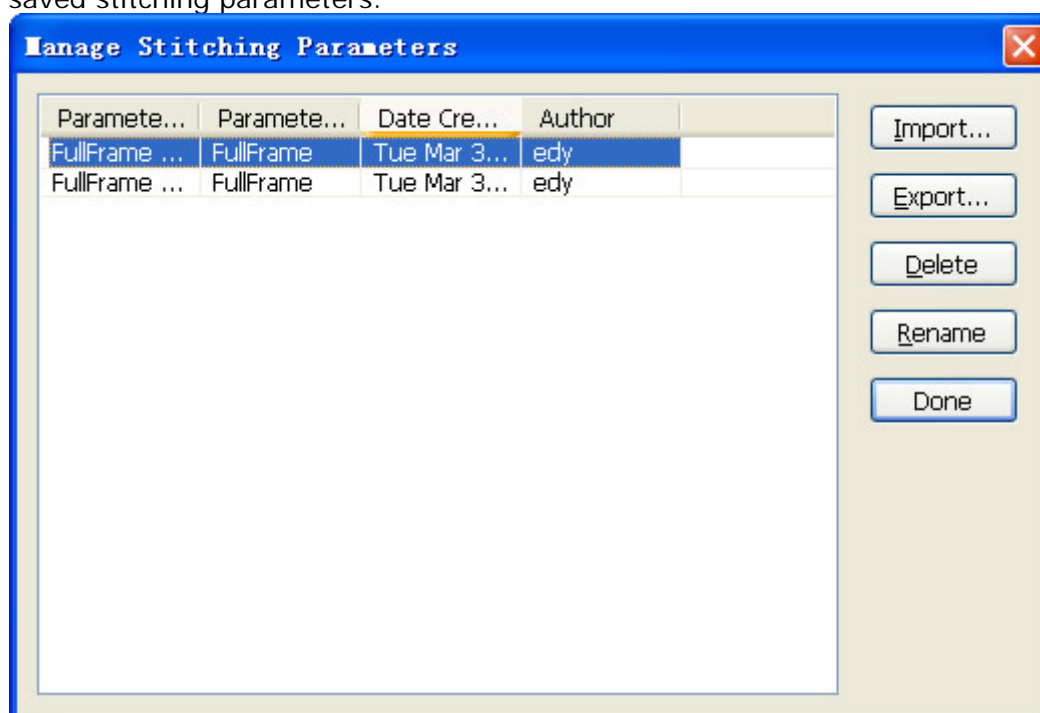 saved stitching parameters.
Manage Stitching Parameters
Paramete... Paramete... Date Cre... Author
FullFrame ... FullFrame Tue Mar 3... edy
FullFrame ... FullFrame Tue Mar 3... edy
Import...
Export...
Delete
Rename
Done